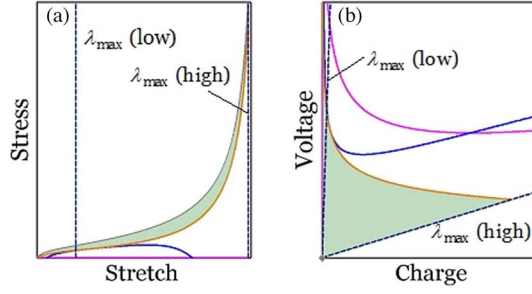 (a)
λmax (low)
λmax (high)
Stress
Stretch
(b)
λmax
(low)
Voltage
λmax
(high)
Charge